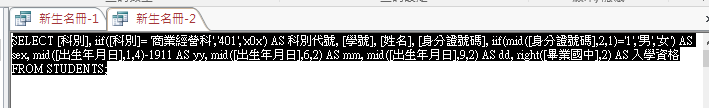 新生名冊-1 新生名冊-2
SELECT [科別], iif([科別]= '商業經營科','401','x0x') AS 科別代號, [學號], [姓名], [身分證號碼], iif(mid([身分證號碼],2,1)='1','男','女') AS
sex, mid([出生年月日],1,4)-1911 AS yy, mid([出生年月日],6,2) AS mm, mid([出生年月日],9,2) AS dd, right([畢業國中],2) AS 入學資格
FROM STUDENTS;